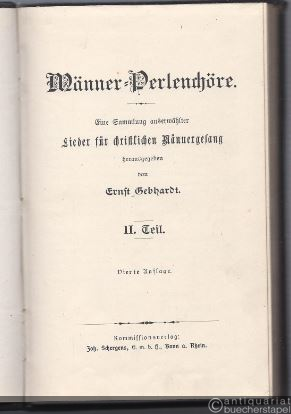 Männer-Perlenchöre.
Eine Sammlung auserwählter
Lieder für christlichen Männergesang
herausgegeben
von
Ernst Gebhardt.
II. Teil.
Vierte Auflage.
Kommissionsverlag:
Joh. Schergens, G. m. b. H., Bonn a. Rhein.
antiquariat
buecherstapel